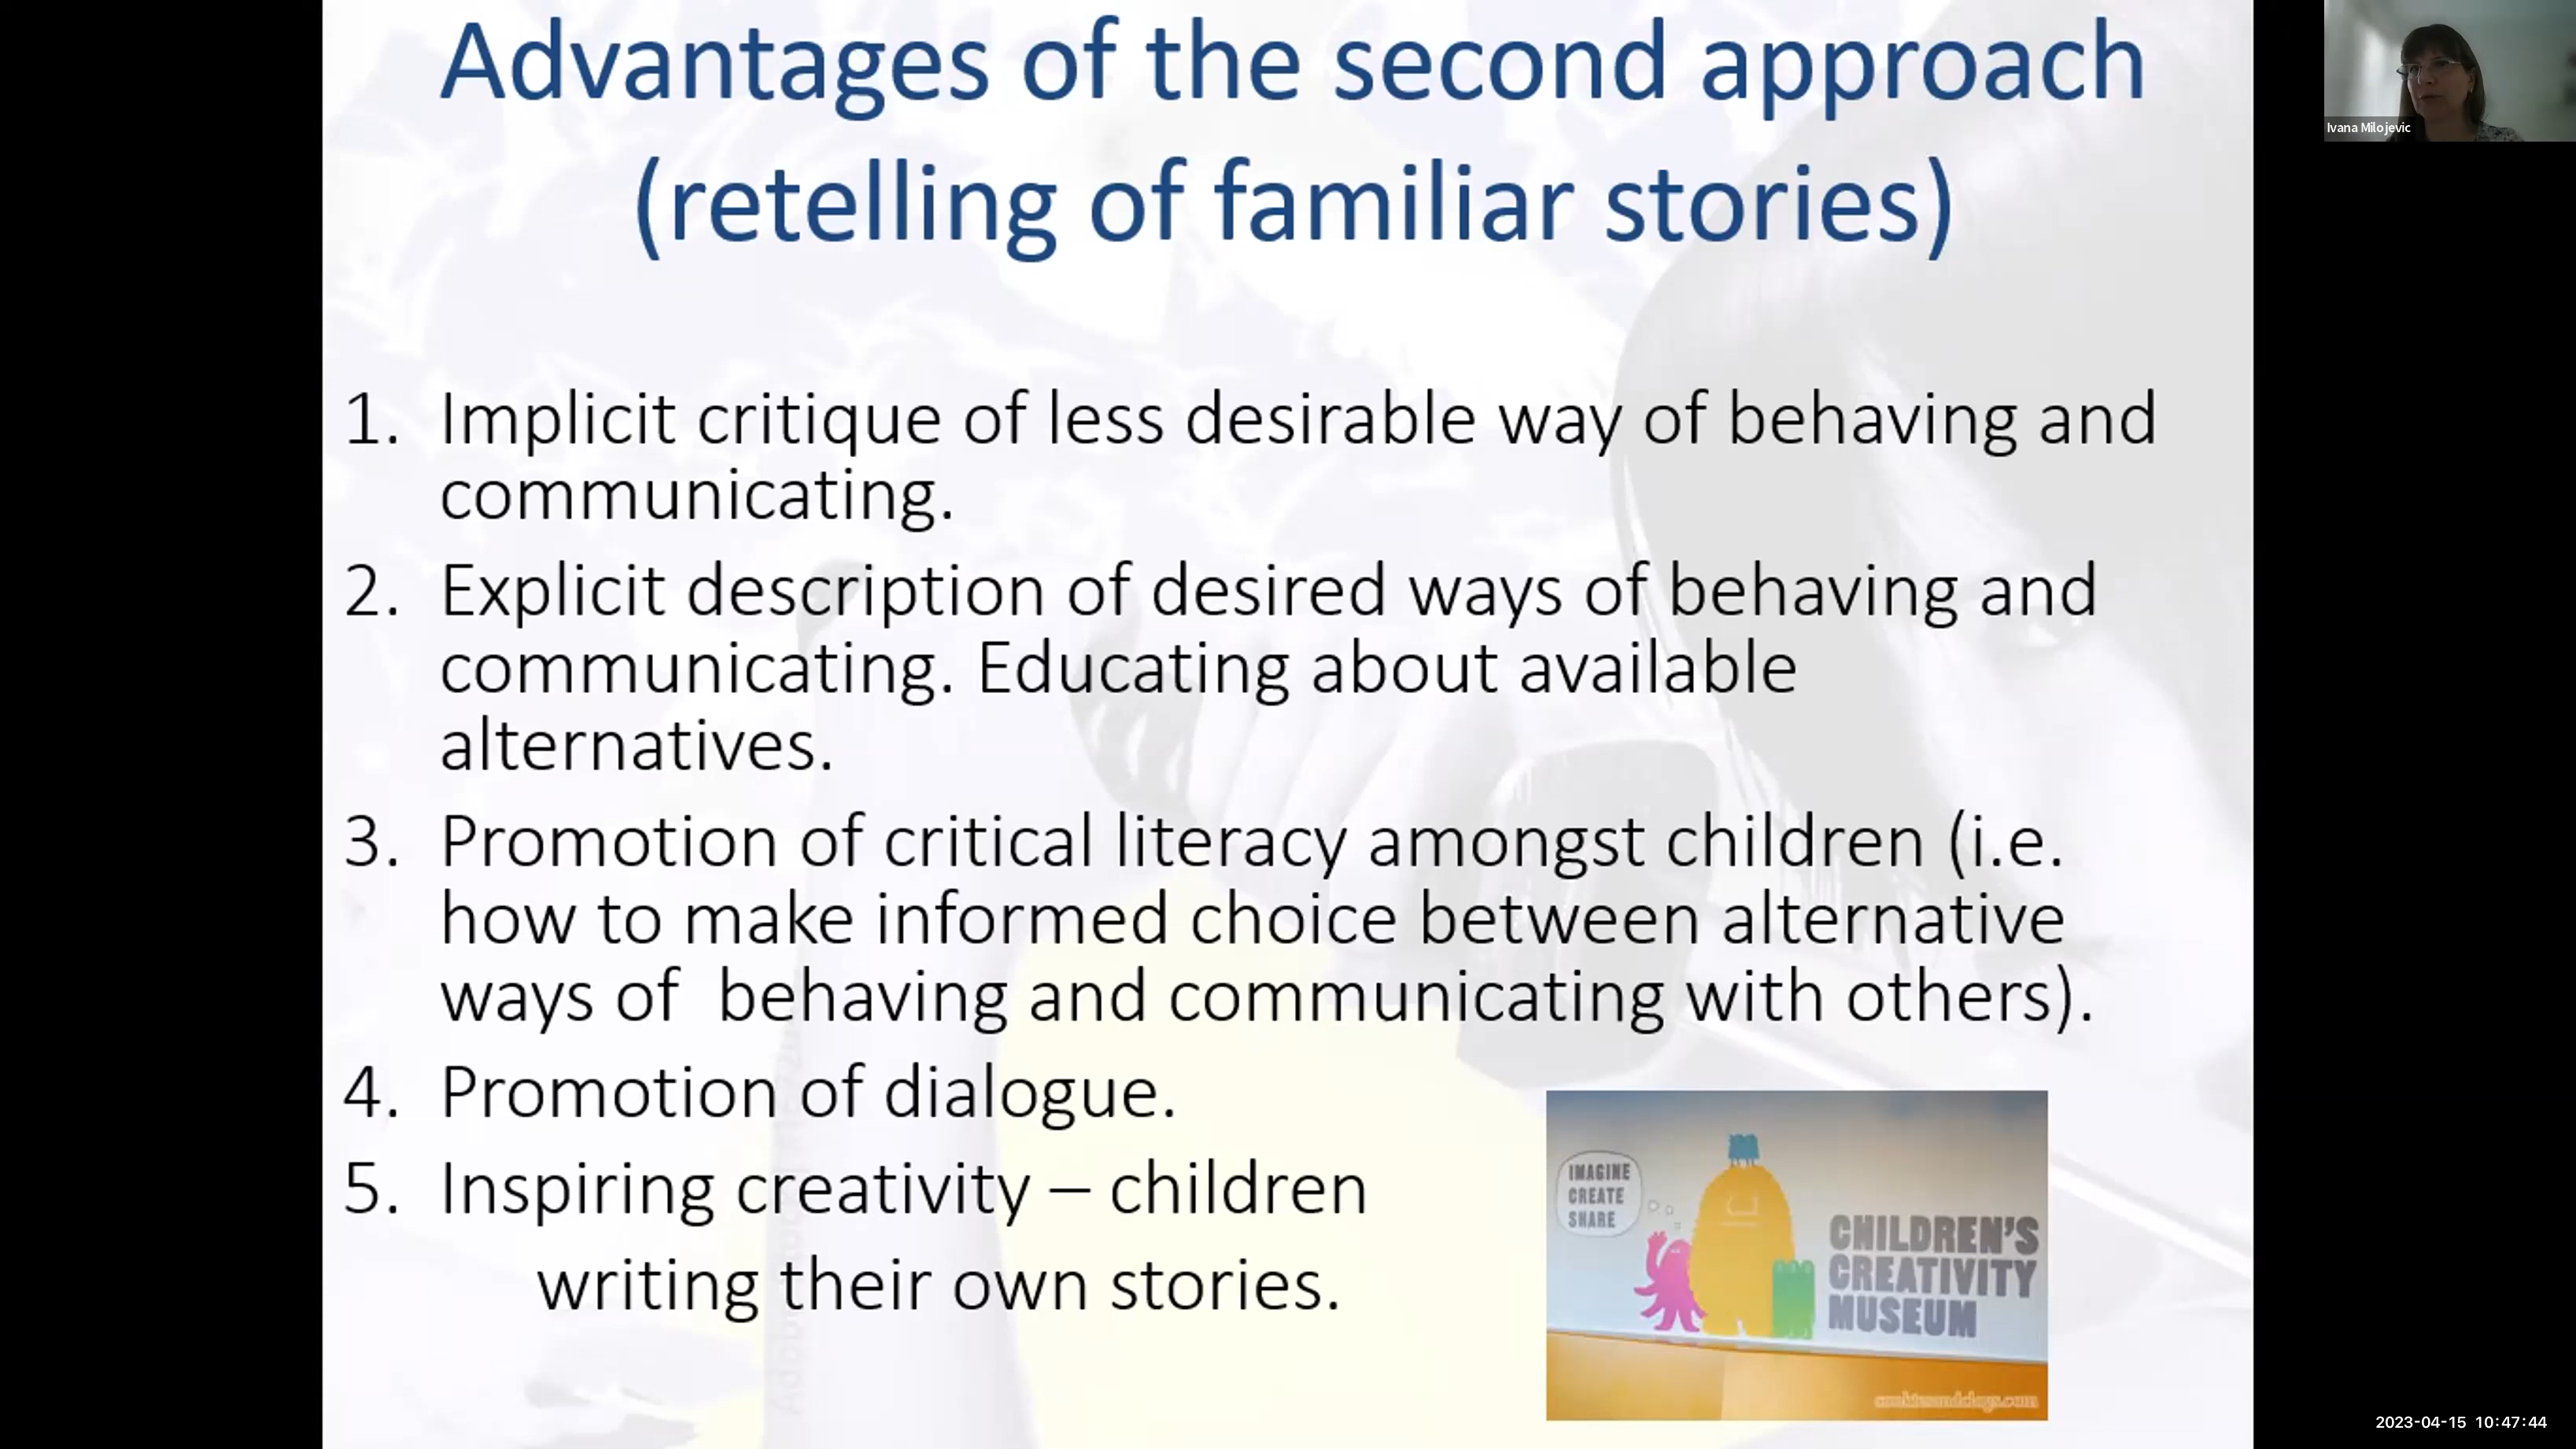 Advantages of the second approach
(retelling of familiar stories)
1. Implicit critique of less desirable way of behaving and
communicating.
2. Explicit description of desired ways of behaving and
communicating. Educating about available
alternatives.
3. Promotion of critical literacy amongst children (i.e.
how to make informed choice between alternative
ways of  behaving and communicating with others).
4. Promotion of dialogue.
5. Inspiring creativity – children
writing their own stories.
IMAGINE
CREATE
SHARE
CHILDREN'S
CREATIVITY
MUSEUM
Ivana Milojevic
2023-04-15 10:47:44